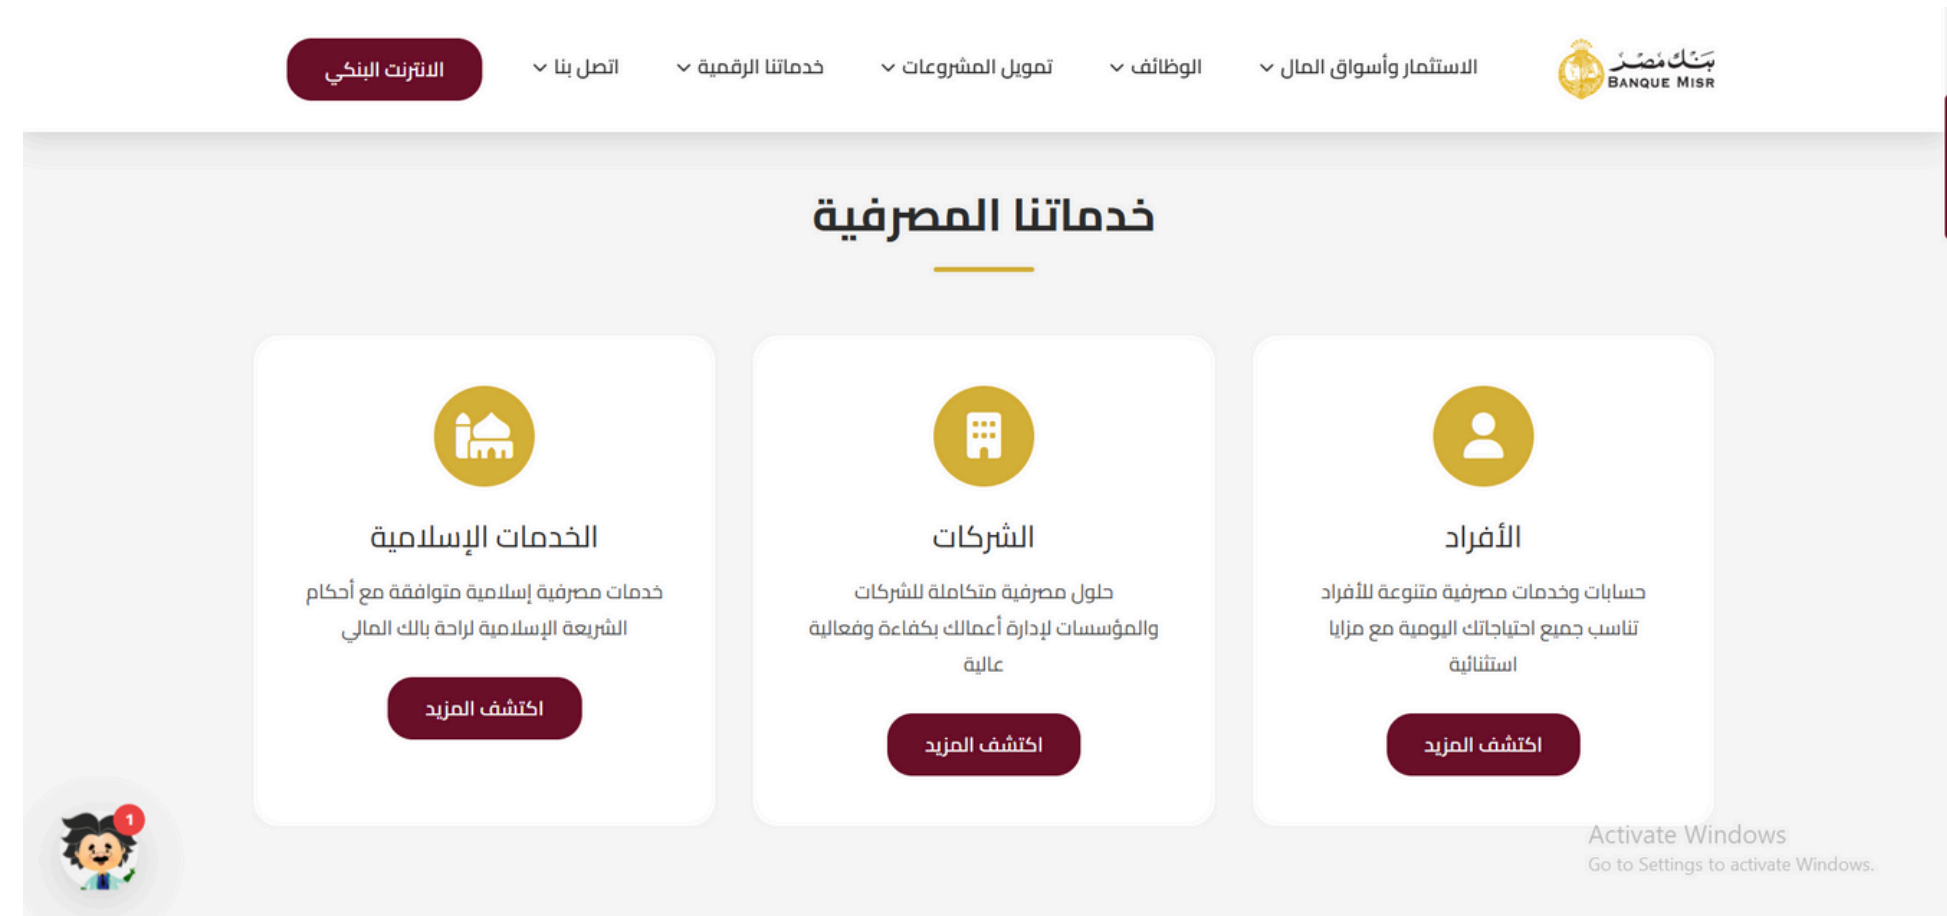 بنك مصر
BANQUE MISR
الاستثمار وأسواق المال
الوظائف
تمويل المشروعات
خدماتنا الرقمية
اتصل بنا
الانترنت البنكي
خدماتنا المصرفية
الأفراد
حسابات وخدمات مصرفية متنوعة للأفراد
تناسب جميع احتياجاتك اليومية مع مزايا
استثنائية
اكتشف المزيد
الشركات
حلول مصرفية متكاملة للشركات
والمؤسسات لإدارة أعمالك بكفاءة وفعالية
عالية
اكتشف المزيد
الخدمات الإسلامية
خدمات مصرفية إسلامية متوافقة مع أحكام
الشريعة الإسلامية لراحة بالك المالي
اكتشف المزيد
1
Activate Windows
Go to Settings to activate Windows.